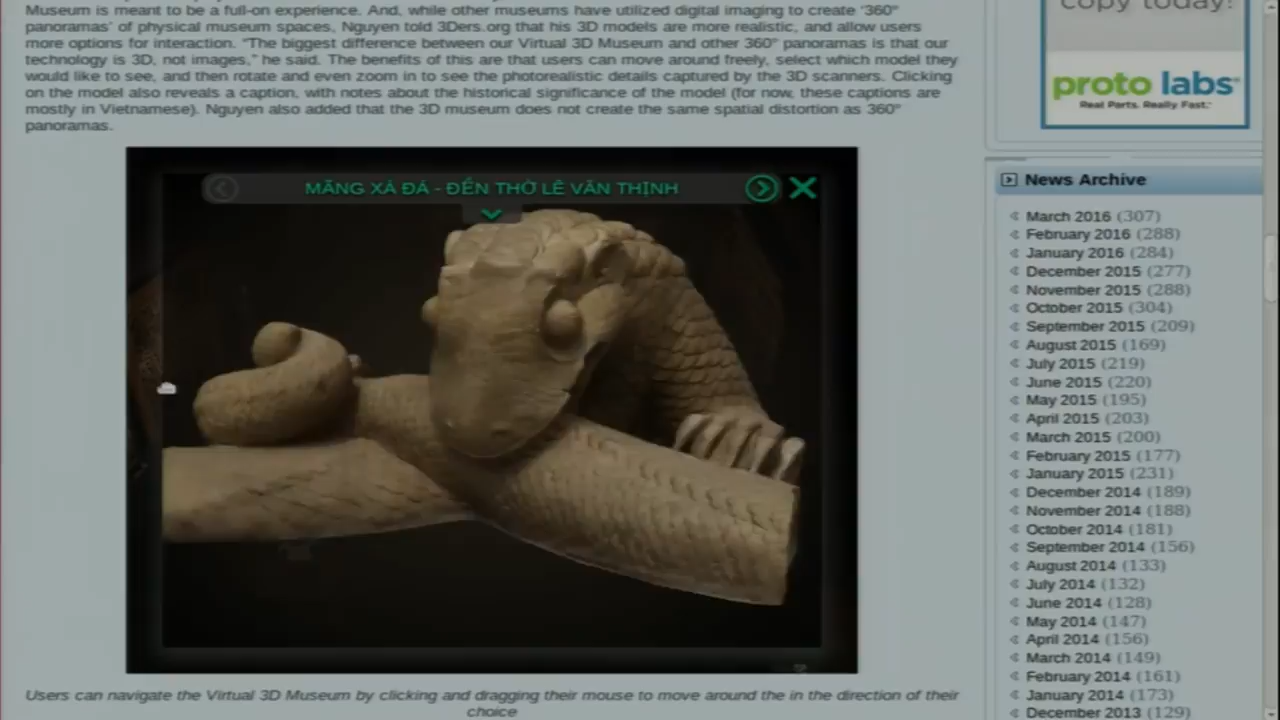 Museum is meant to be a full-on experience. And, while other museums have utilized digital imaging to create '360°
panoramas' of physical museum spaces, Nguyen told 3Ders.org that his 3D models are more realistic, and allow users
more options for interaction. "The biggest difference between our Virtual 3D Museum and other 360° panoramas is that our
technology is 3D, not images," he said. The benefits of this are that users can move around freely, select which model they
would like to see, and then rotate and even zoom in to see the photorealistic details captured by the 3D scanners. Clicking
on the model also reveals a caption, with notes about the historical significance of the model (for now, these captions are
mostly in Vietnamese). Nguyen also added that the 3D museum does not create the same spatial distortion as 360°
panoramas.
MÃNG XÀ ĐÁ - ĐỀN THỜ LÊ VĂN THỊNH
Users can navigate the Virtual 3D Museum by clicking and dragging their mouse to move around the in the direction of their
choice
copy today!
proto labs®
Real Parts. Really Fast.™
News Archive
March 2016 (307)
February 2016 (288)
January 2016 (284)
December 2015 (277)
November 2015 (288)
October 2015 (304)
September 2015 (209)
August 2015 (169)
July 2015 (219)
June 2015 (220)
May 2015 (195)
April 2015 (203)
March 2015 (200)
February 2015 (177)
January 2015 (231)
December 2014 (189)
November 2014 (188)
October 2014 (181)
September 2014 (156)
August 2014 (133)
July 2014 (132)
June 2014 (128)
May 2014 (147)
April 2014 (156)
March 2014 (149)
February 2014 (161)
January 2014 (173)
December 2013 (129)